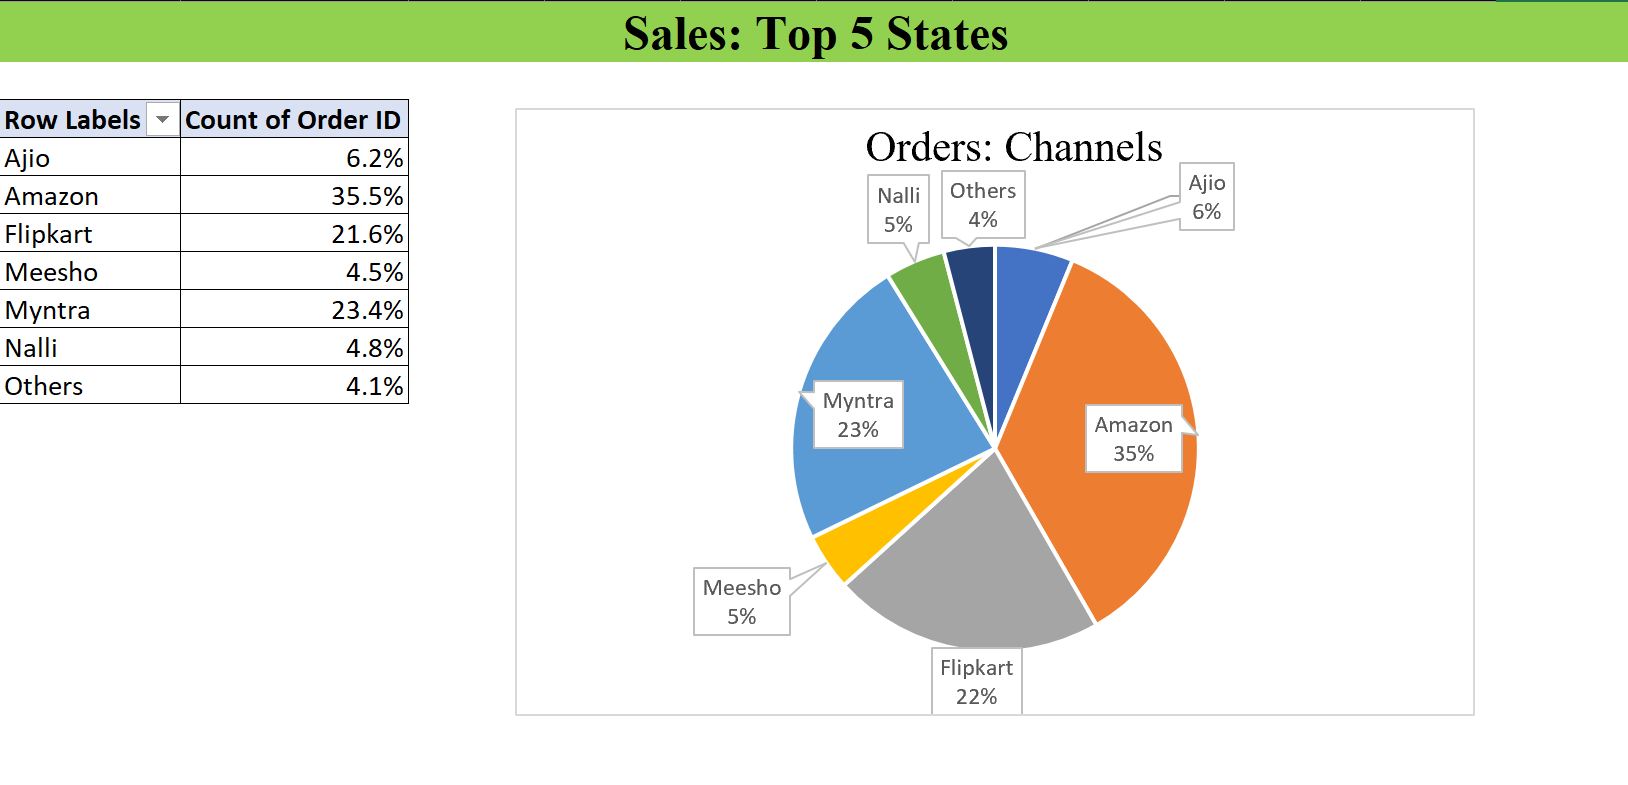 Sales: Top 5 States
Row Labels Count of Order ID
Ajio 6.2%
Amazon 35.5%
Flipkart 21.6%
Meesho 4.5%
Myntra 23.4%
Nalli 4.8%
Others 4.1%
Orders: Channels
Nalli
5%
Others
4%
Ajio
6%
Myntra
23%
Amazon
35%
Meesho
5%
Flipkart
22%